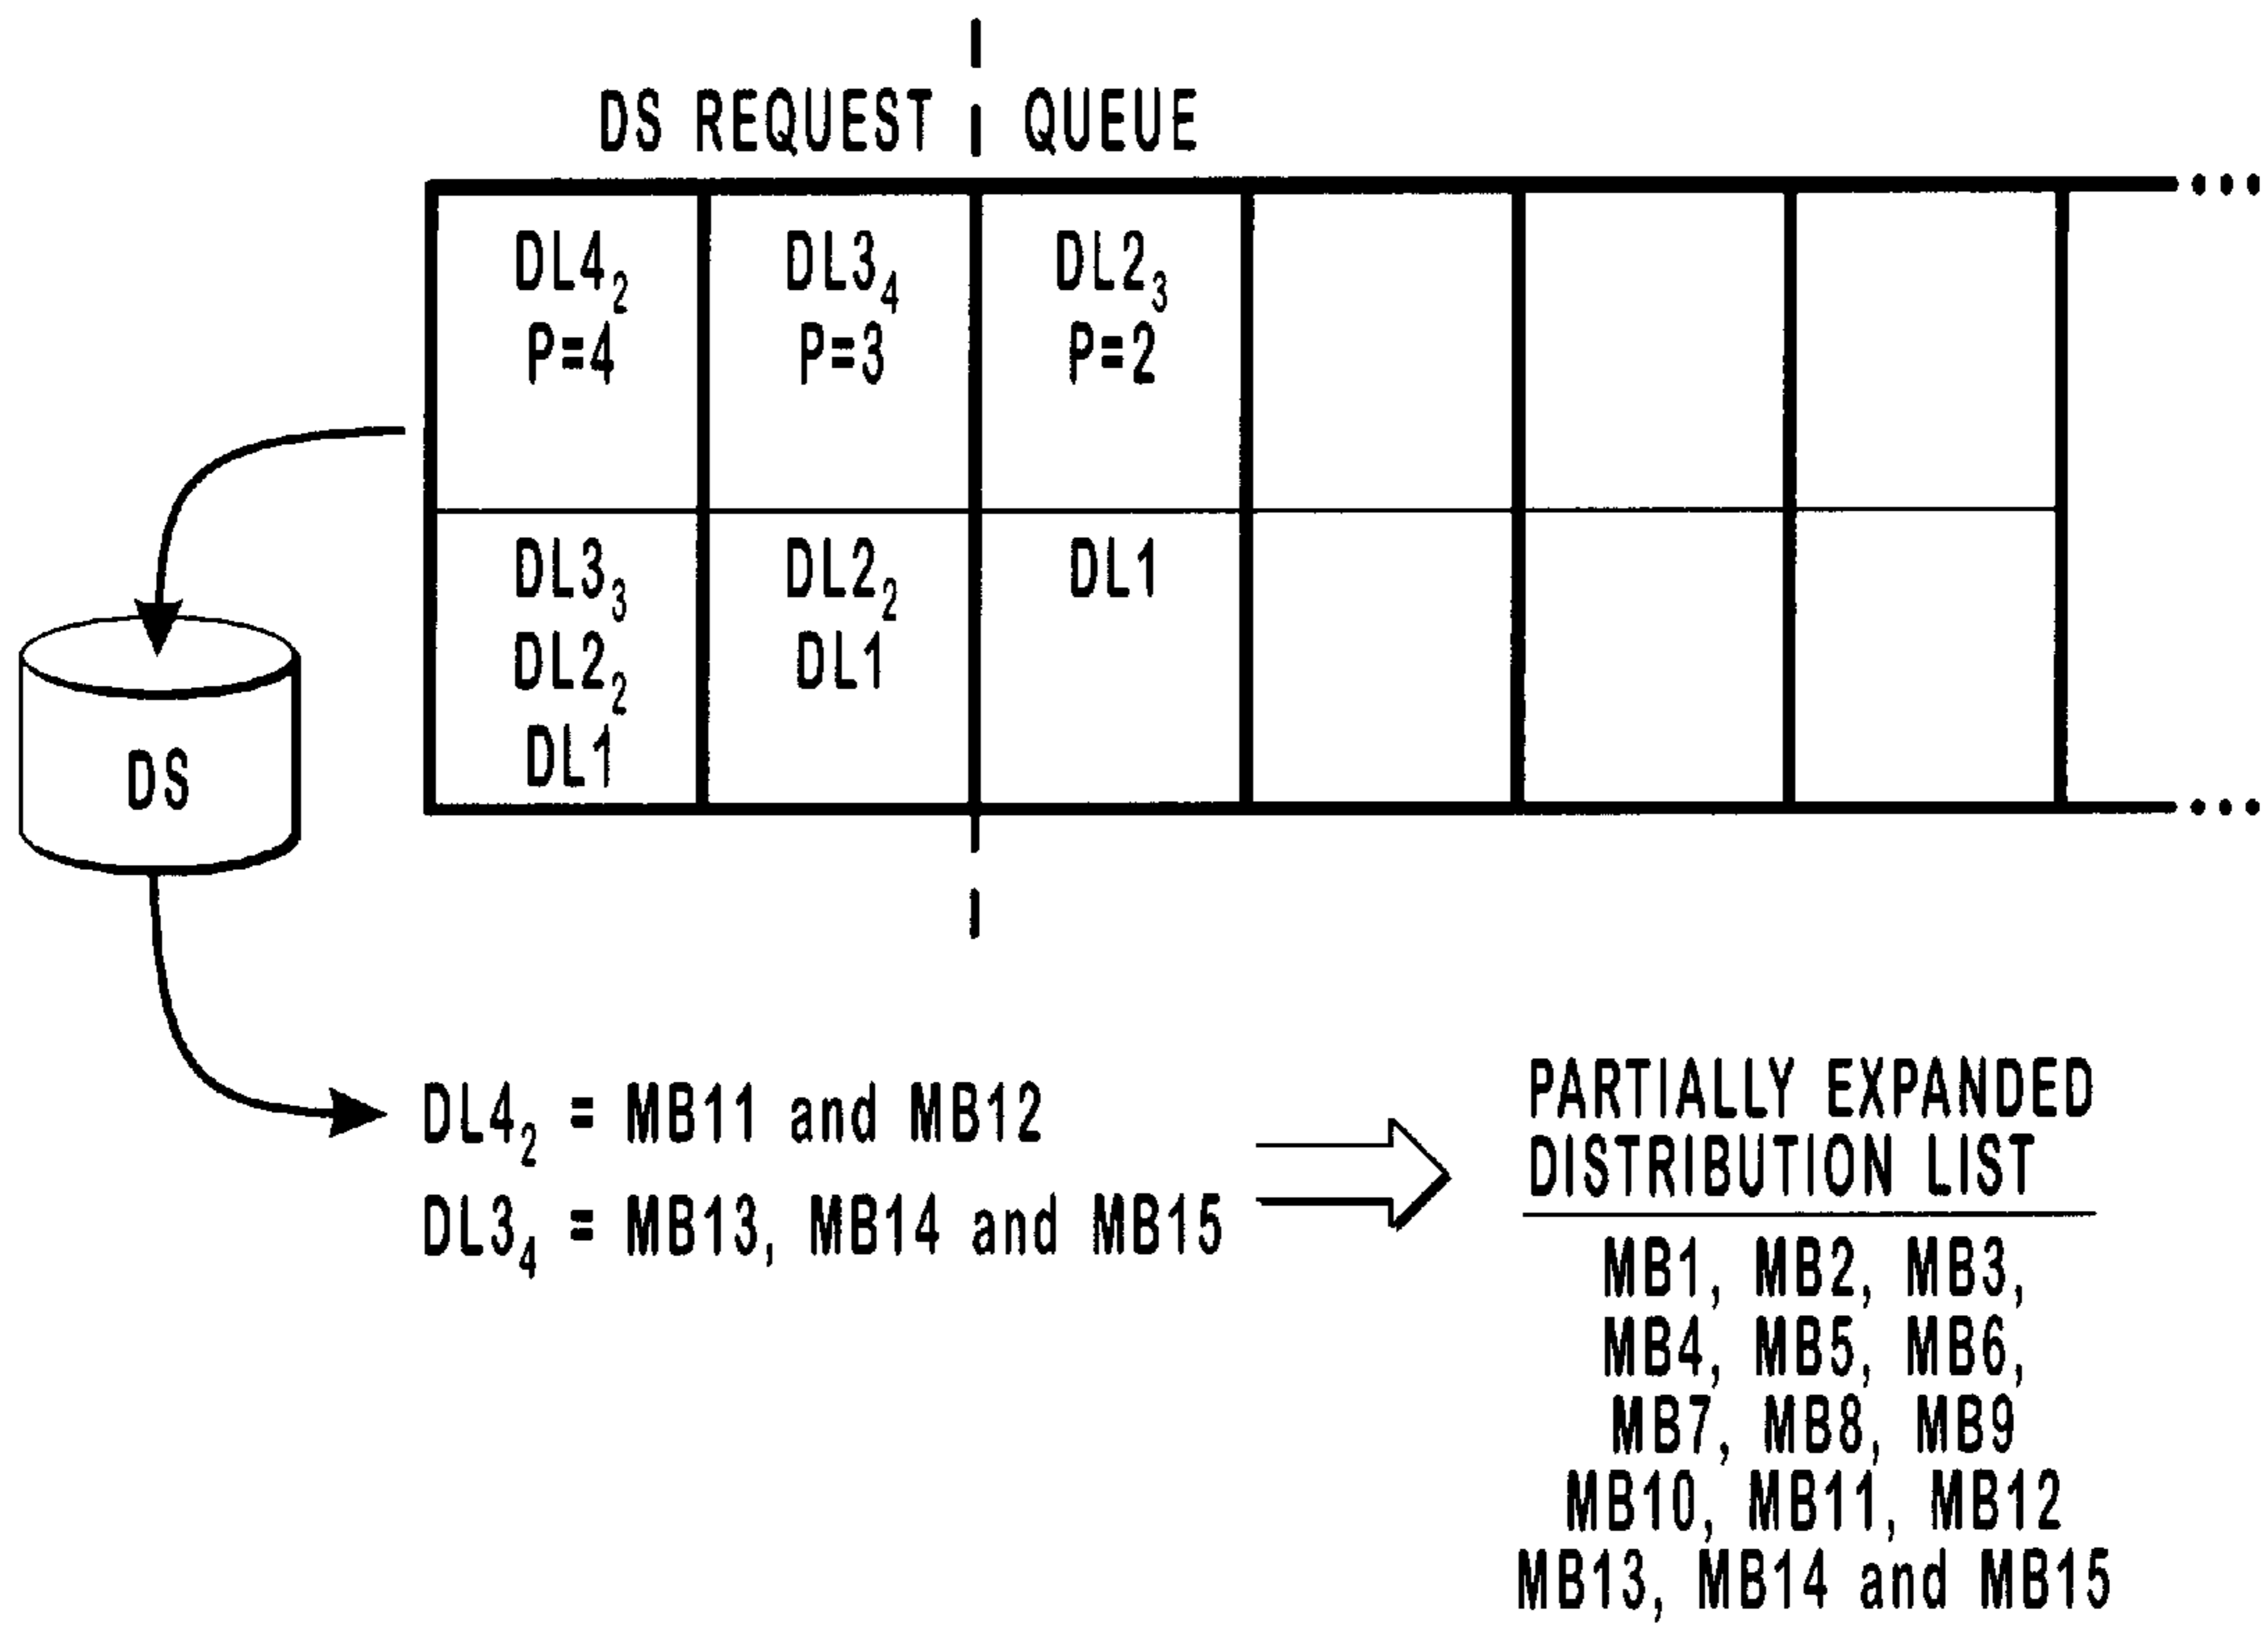 DS REQUEST QUEUE
DL4₂ DL3₄ DL2₃
P=4 P=3 P=2
DL3₃ DL2₂ DL1
DL2₂ DL1
DL1
DS
DL4₂ = MB11 and MB12
DL3₄ = MB13, MB14 and MB15
PARTIALLY EXPANDED
DISTRIBUTION LIST
MB1, MB2, MB3,
MB4, MB5, MB6,
MB7, MB8, MB9
MB10, MB11, MB12
MB13, MB14 and MB15